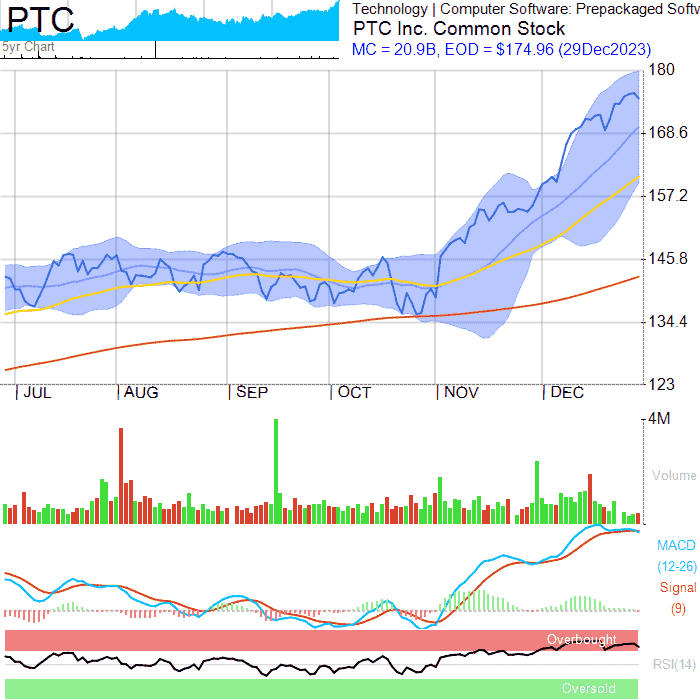 PTC
5yr Chart
Technology | Computer Software: Prepackaged Softw
PTC Inc. Common Stock
MC = 20.9B, EOD = $174.96 (29Dec2023)
180
168.6
157.2
145.8
134.4
123
JUL AUG SEP OCT NOV DEC
4M
Volume
MACD
(12-26)
Signal
(9)
Overbought
RSI(14)
Oversold